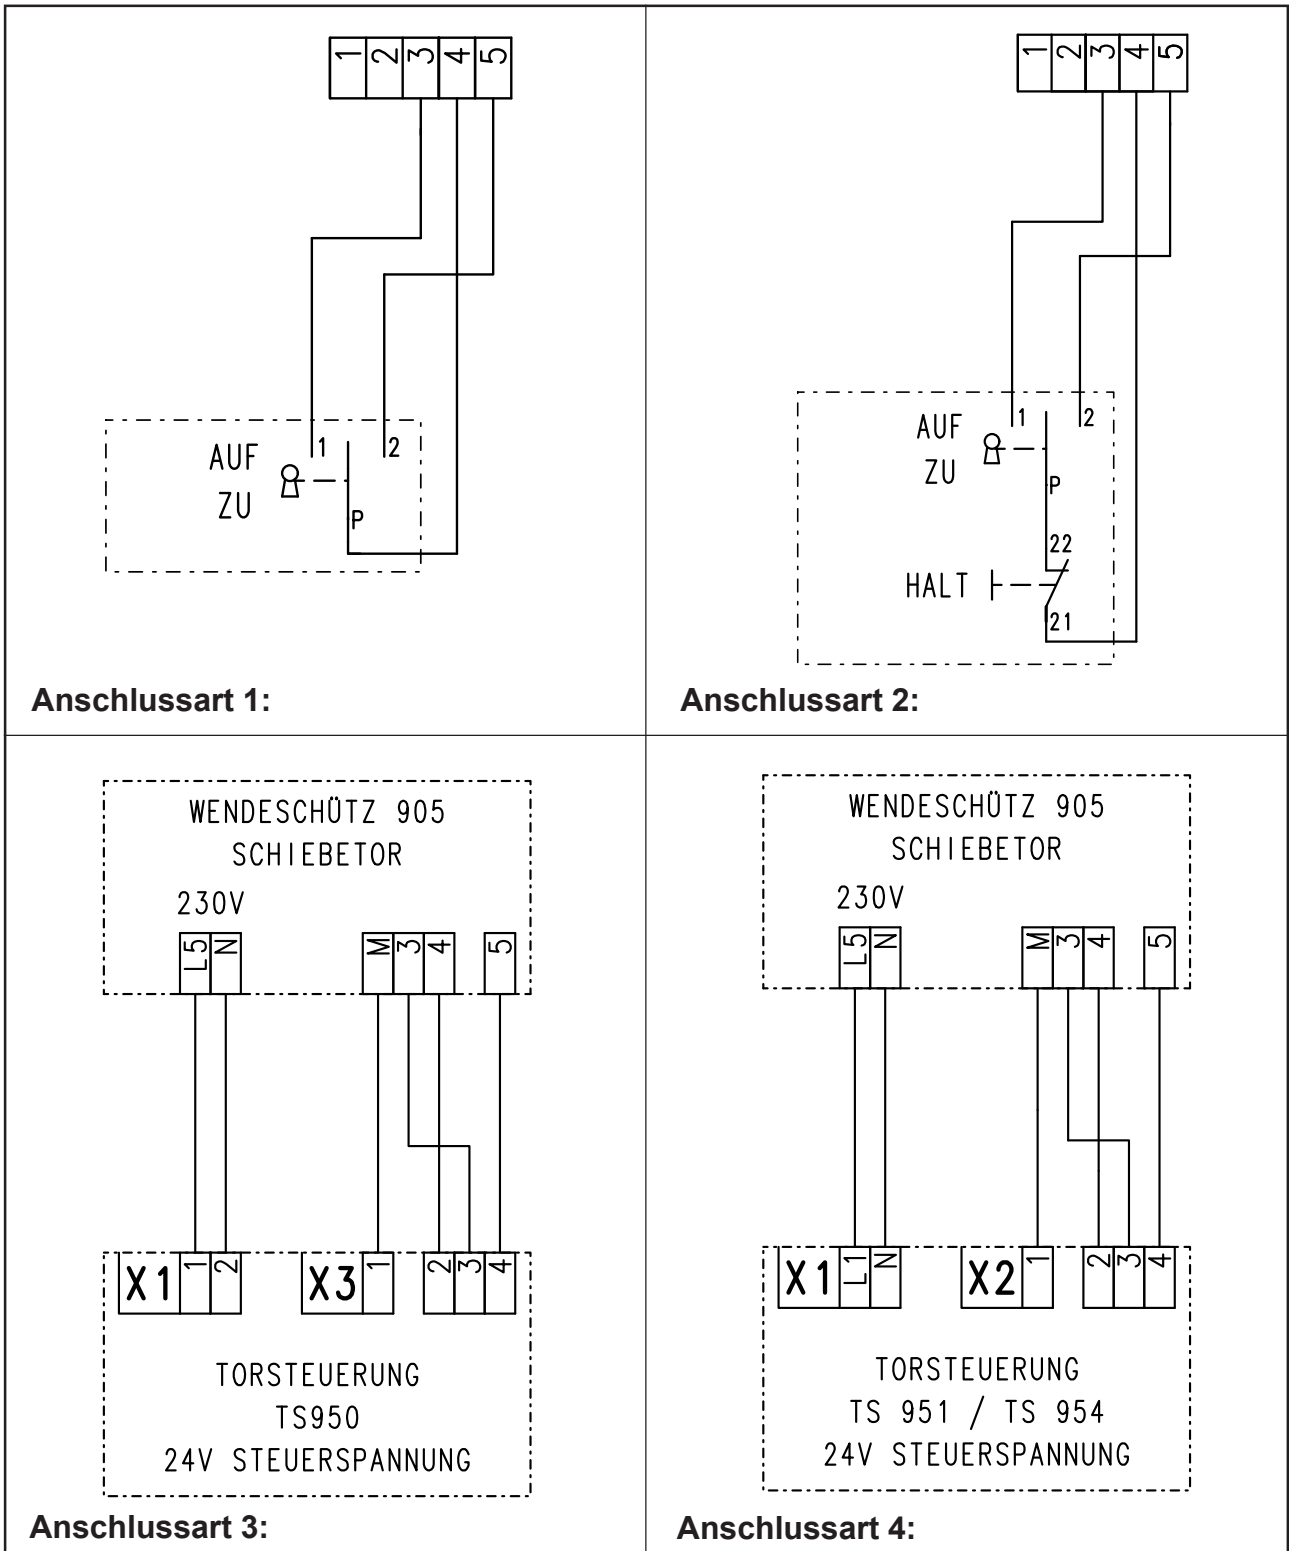 1 2 3 4 5
1 2
AUF
ZU
P
Anschlussart 1:
1 2 3 4 5
1 2
AUF
ZU
P
22
HALT
21
Anschlussart 2:
WENDESCHÜTZ 905
SCHIEBETOR
230V
L5 N M 3 4 5
X1 1 2 X3 1 2 3 4
TORSTEUERUNG
TS950
24V STEUERSPANNUNG
Anschlussart 3:
WENDESCHÜTZ 905
SCHIEBETOR
230V
L5 N M 3 4 5
X1 L1 N X2 1 2 3 4
TORSTEUERUNG
TS 951 / TS 954
24V STEUERSPANNUNG
Anschlussart 4: